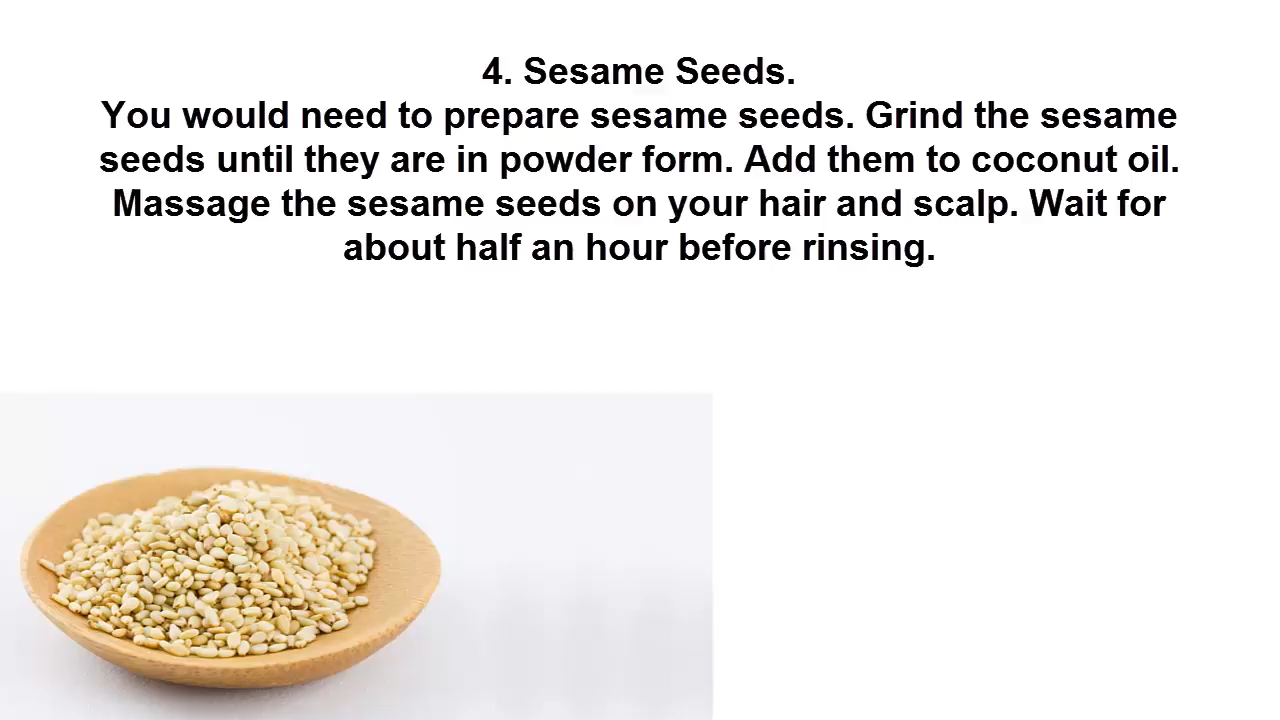 4. Sesame Seeds.
You would need to prepare sesame seeds. Grind the sesame
seeds until they are in powder form. Add them to coconut oil.
Massage the sesame seeds on your hair and scalp. Wait for
about half an hour before rinsing.